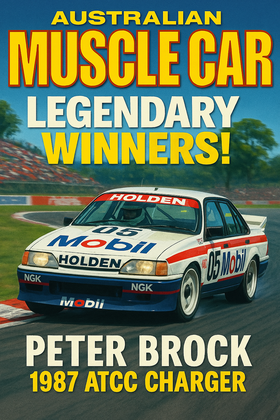 AUSTRALIAN
MUSCLE CAR
LEGENDARY
WINNERS!
HOLDEN
05
Mobil
HOLDEN
05
Mobil
NGK
NGK
Mobil
PETER BROCK
1987 ATCC CHARGER